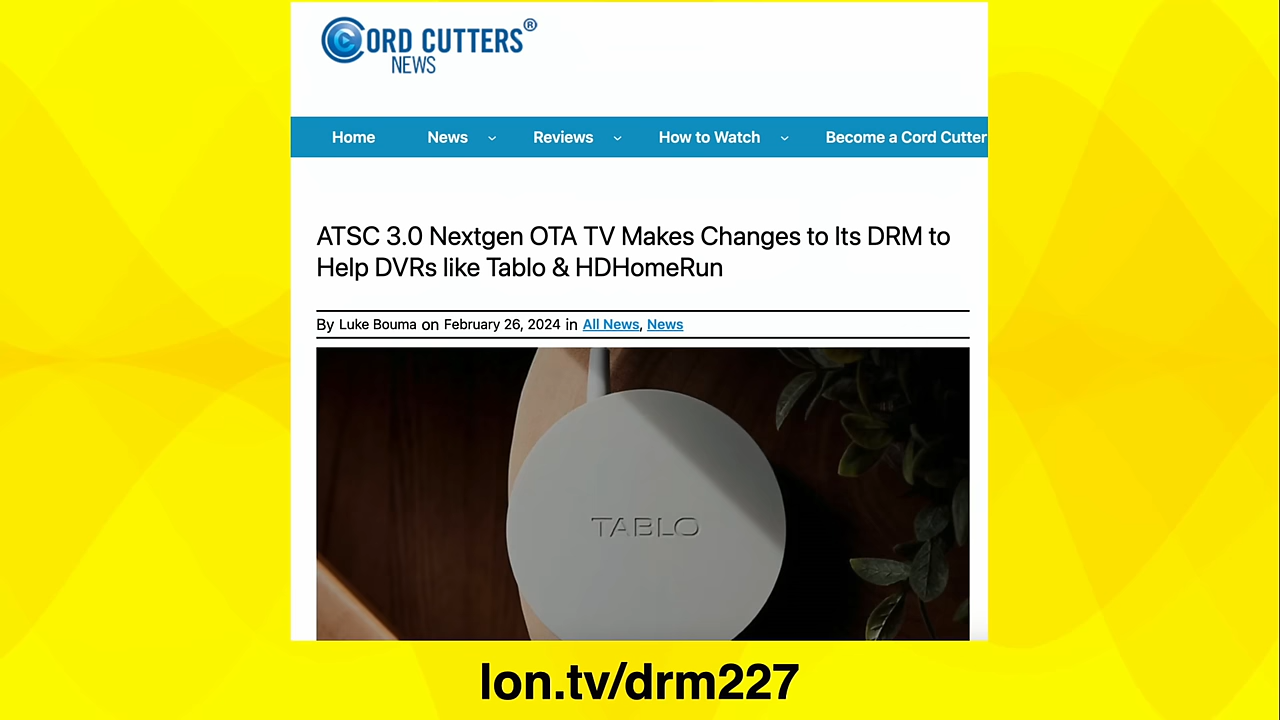 CORD CUTTERS®
NEWS
Home News Reviews How to Watch Become a Cord Cutter
ATSC 3.0 Nextgen OTA TV Makes Changes to Its DRM to
Help DVRs like Tablo & HDHomeRun
By Luke Bouma on February 26, 2024 in All News, News
TABLO
lon.tv/drm227